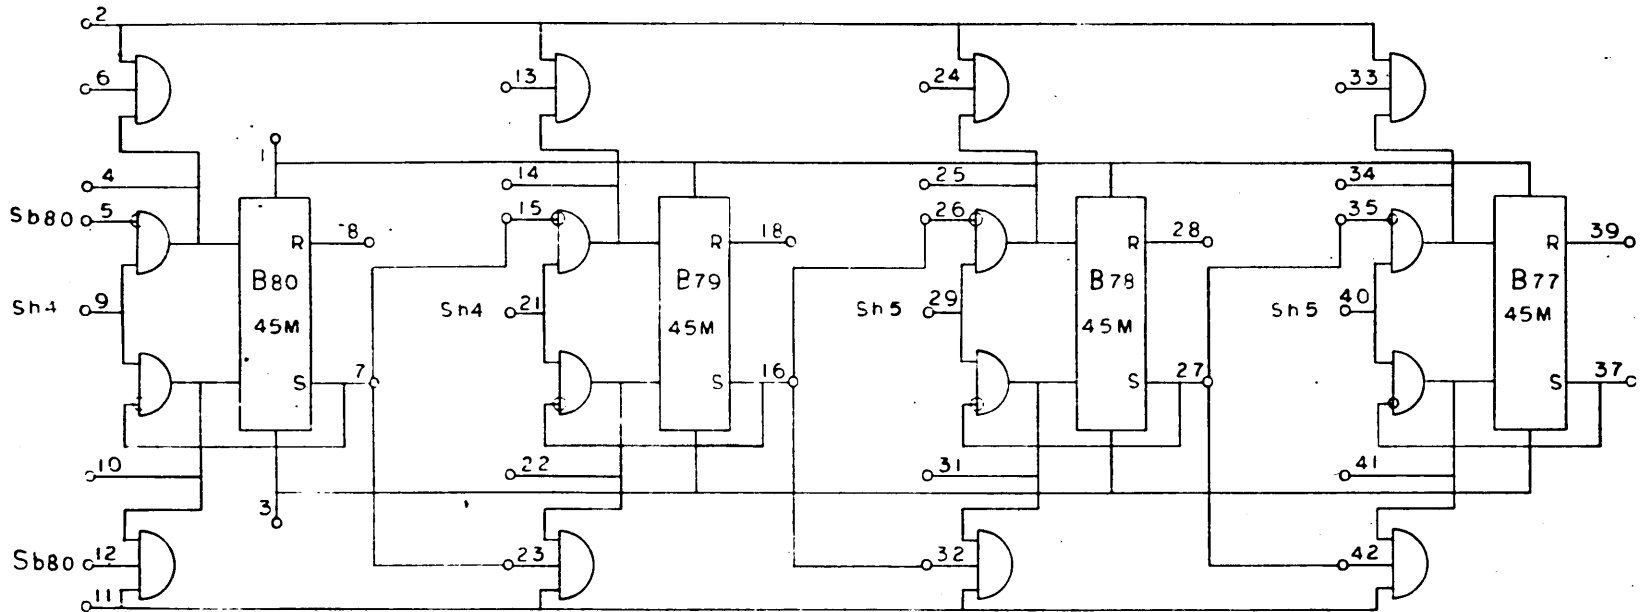 2
6 13 24 33
1
4 14 25 34
Sb80 5 15 26 35
R 8 R 18 R 28 R 39
B80 B79 B78 B77
9 21 29 40
Sh4 Sh4 Sh5 Sh5
45M 45M 45M 45M
S 7 S 16 S 27 S 37
10 22 31 41
3
Sb80 12 23 32 42
11